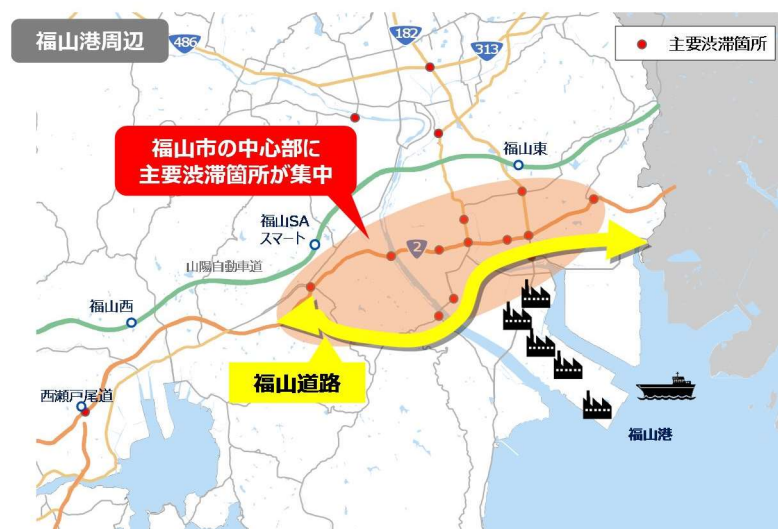 福山港周辺
486
182
313
主要渋滞箇所
福山市の中心部に
主要渋滞箇所が集中
福山東
福山SA
スマート
2
山陽自動車道
福山西
福山道路
西瀬戸尾道
福山港